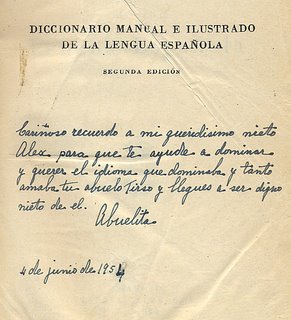 DICCIONARIO MANUAL E ILUSTRADO
DE LA LENGUA ESPAÑOLA
SEGUNDA EDICIÓN
Cariñoso recuerdo a mi queridisimo nieto
Alex para que te ayude a dominar
y querer el idioma que dominaba y tanto
amaba tu abuelo Tirso y llegues a ser digno
nieto de el.
Abuelita
4 de junio de 1954